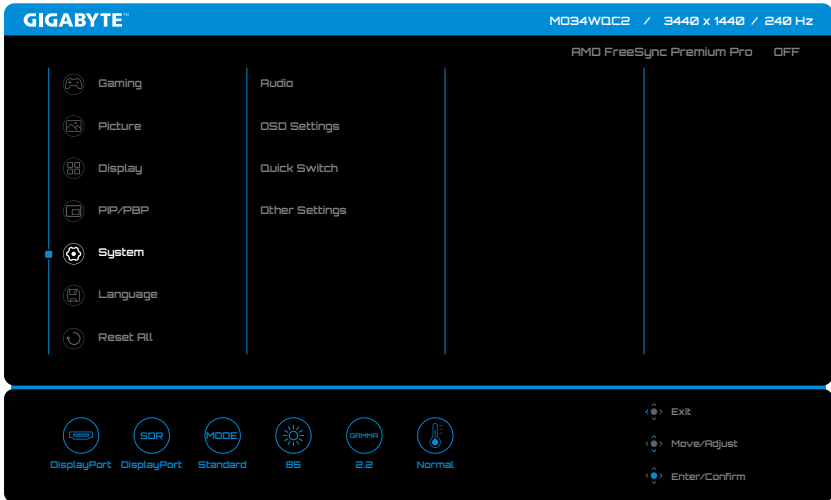 GIGABYTE™
MO34WQC2 / 3440 x 1440 / 240 Hz
AMD FreeSync Premium Pro OFF
Gaming
Picture
Display
PIP/PBP
System
Language
Reset All
Audio
OSD Settings
Quick Switch
Other Settings
SDR
MODE
GAMMA
DisplayPort DisplayPort Standard 85 2.2 Normal
Exit
Move/Adjust
Enter/Confirm